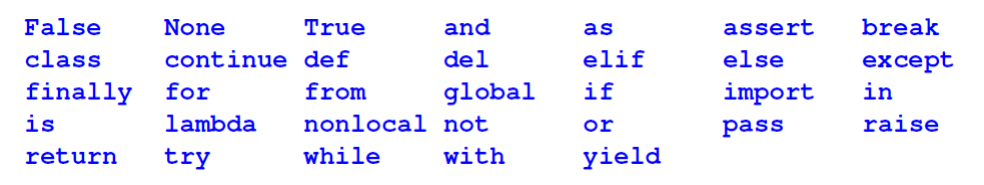 False None True and as assert break
class continue def del elif else except
finally for from global if import in
is lambda nonlocal not or pass raise
return try while with yield